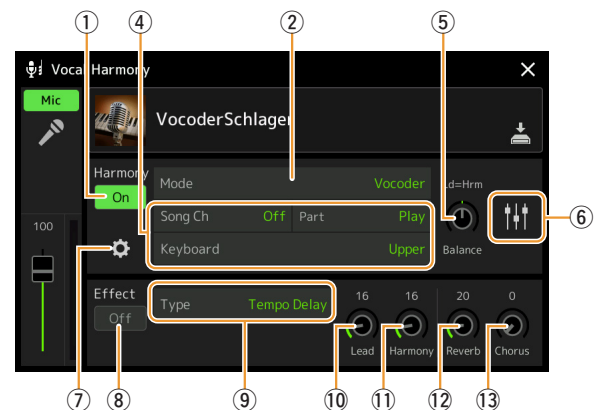 ① ④ ② ⑤
Vocal Harmony
Mic
VocoderSchlager
Harmony
On
Mode Vocoder
Ld=Hrm
Song Ch Off Part Play
Keyboard Upper
Balance
⑥
100
Effect
Off
Type Tempo Delay
16 16 20 0
Lead Harmony Reverb Chorus
⑦ ⑧ ⑨ ⑩ ⑪ ⑫ ⑬